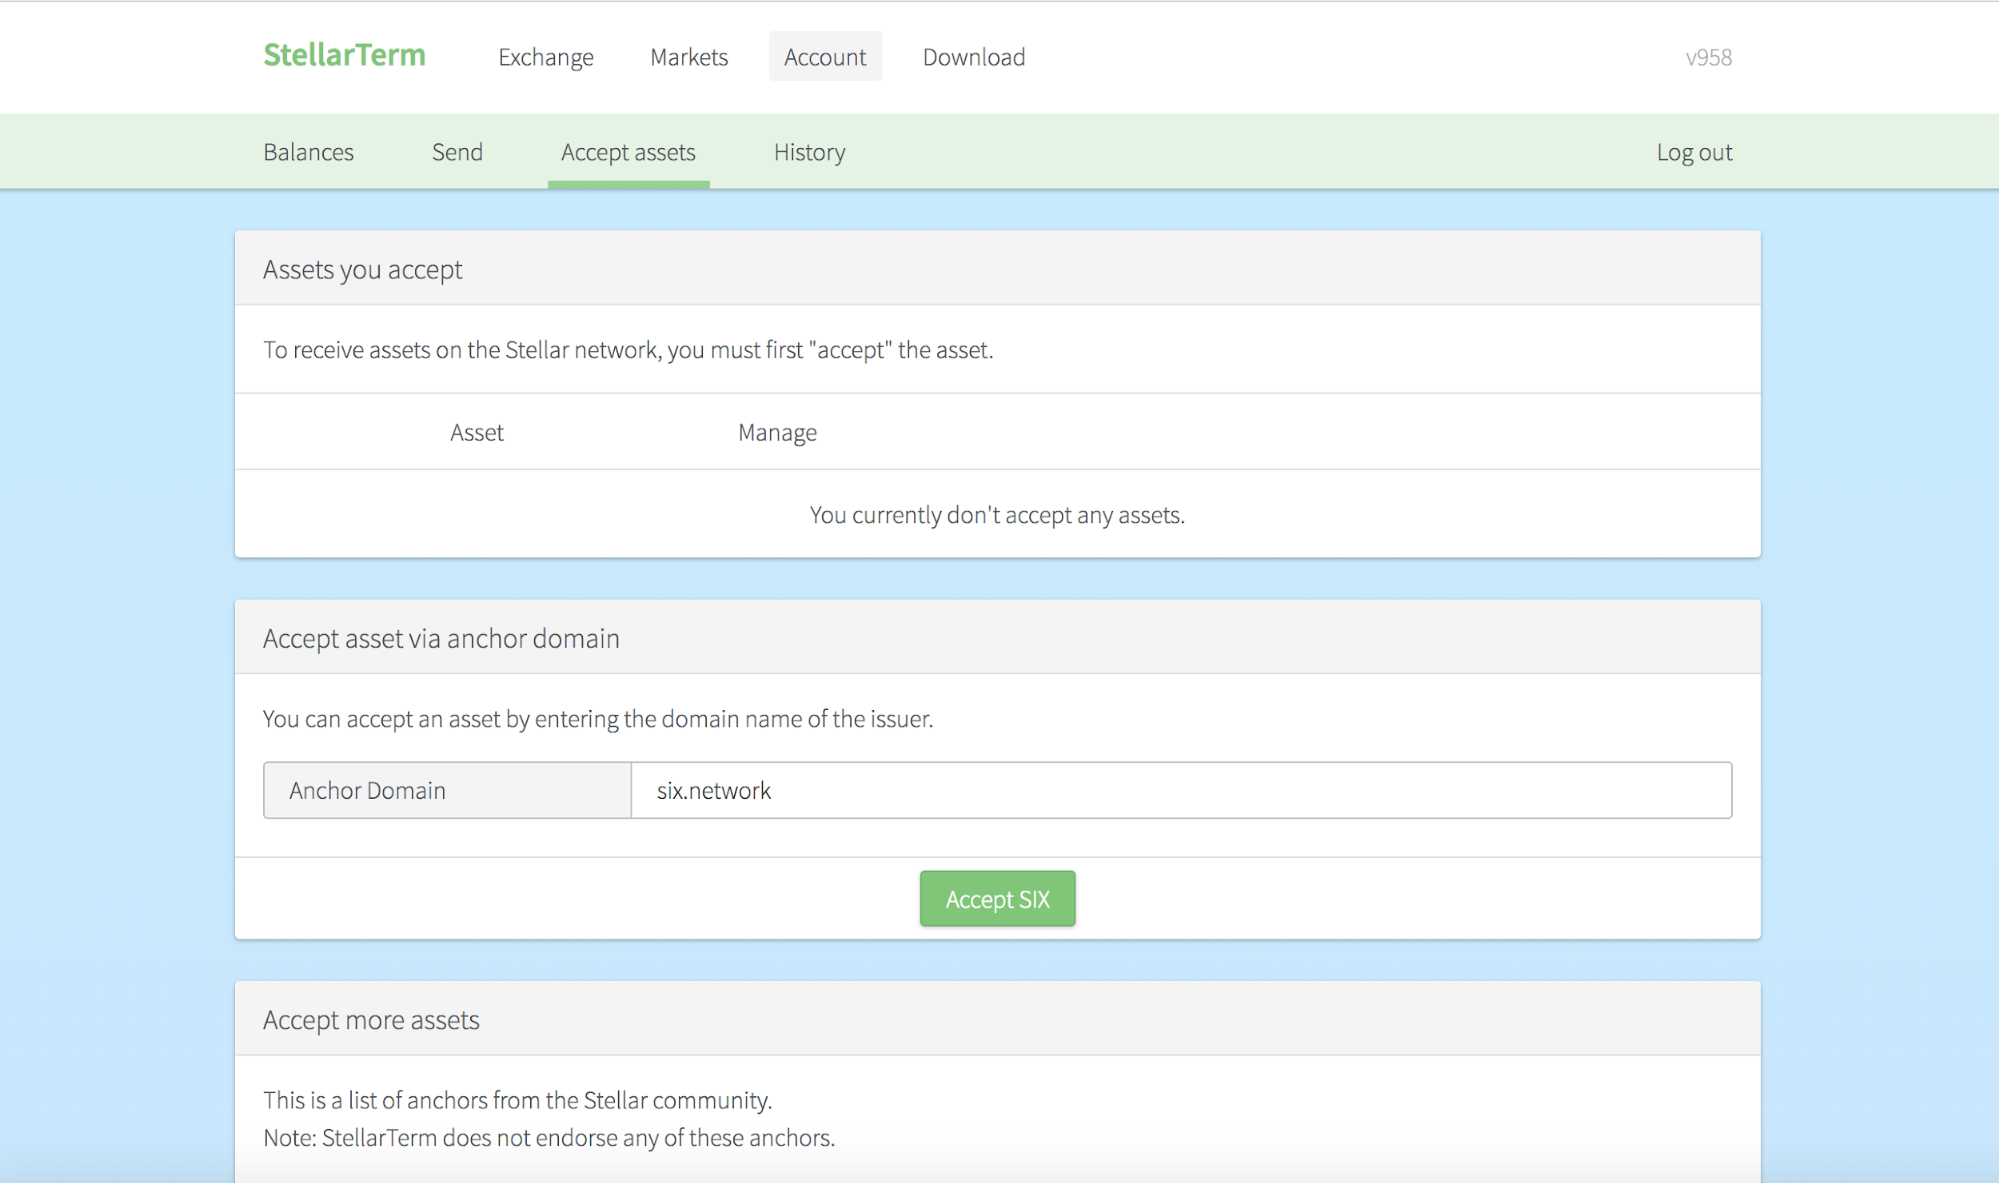 StellarTerm Exchange Markets Account Download v958
Balances Send Accept assets History Log out
Assets you accept
To receive assets on the Stellar network, you must first "accept" the asset.
Asset Manage
You currently don't accept any assets.
Accept asset via anchor domain
You can accept an asset by entering the domain name of the issuer.
Anchor Domain six.network
Accept SIX
Accept more assets
This is a list of anchors from the Stellar community.
Note: StellarTerm does not endorse any of these anchors.